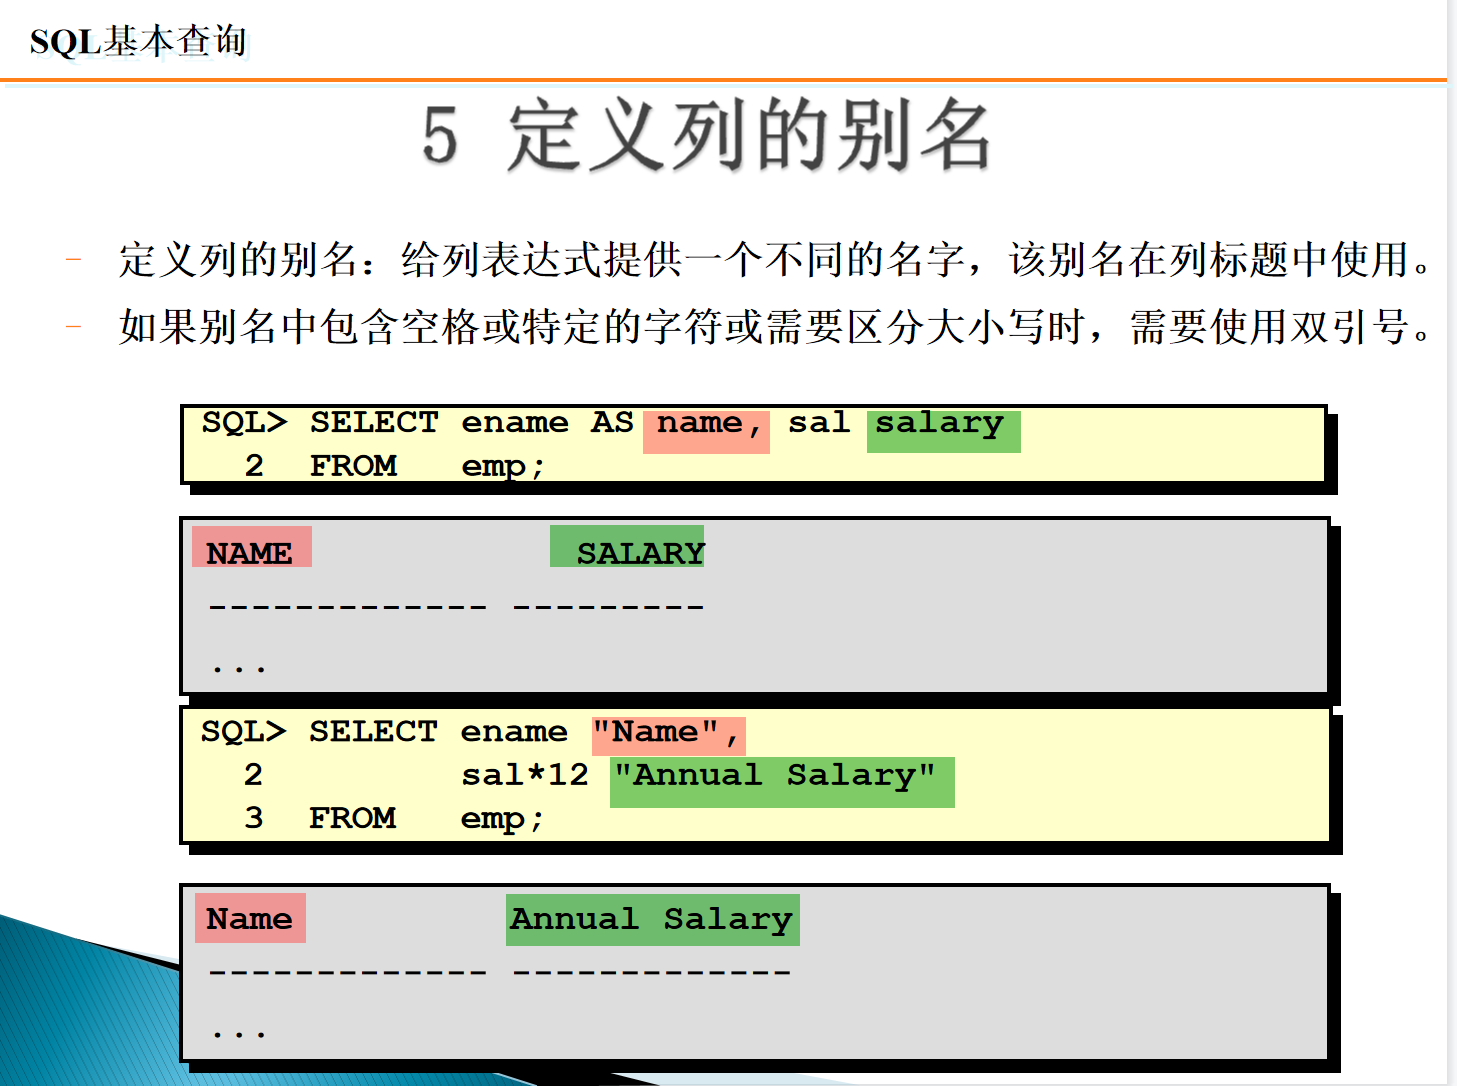 SQL基本查询
5 定义列的别名
– 定义列的别名：给列表达式提供一个不同的名字，该别名在列标题中使用。
– 如果别名中包含空格或特定的字符或需要区分大小写时，需要使用双引号。
SQL> SELECT ename AS name, sal salary
2 FROM emp;
NAME SALARY
------------- ---------
...
SQL> SELECT ename "Name",
2 sal*12 "Annual Salary"
3 FROM emp;
Name Annual Salary
------------- -------------
...